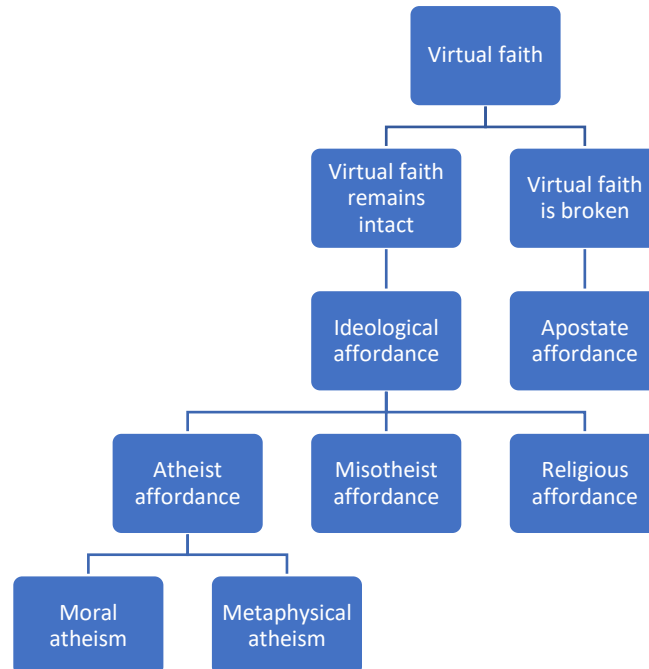 Virtual faith
Virtual faith
remains
intact
Virtual faith
is broken
Ideological
affordance
Apostate
affordance
Atheist
affordance
Misotheist
affordance
Religious
affordance
Moral
atheism
Metaphysical
atheism